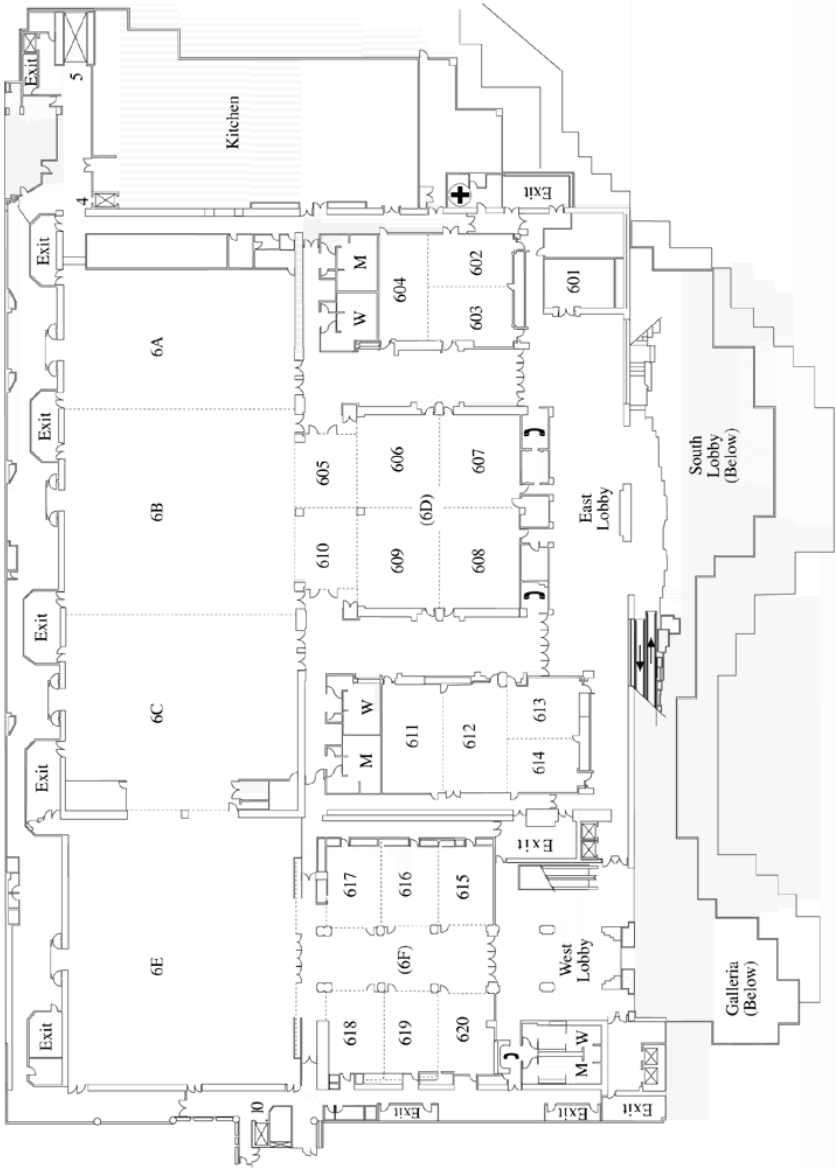 Exit
5
4
Kitchen
Exit
Exit
M
W
604
602
603
601
6A
Exit
6B
605
606
607
610
609
608
(6D)
East
Lobby
South
Lobby
(Below)
Exit
6C
W
M
611
612
613
614
Exit
Exit
617
616
615
6E
(6F)
West
Lobby
Galleria
(Below)
618
619
620
M
W
Exit
10
Exit
Exit
Exit